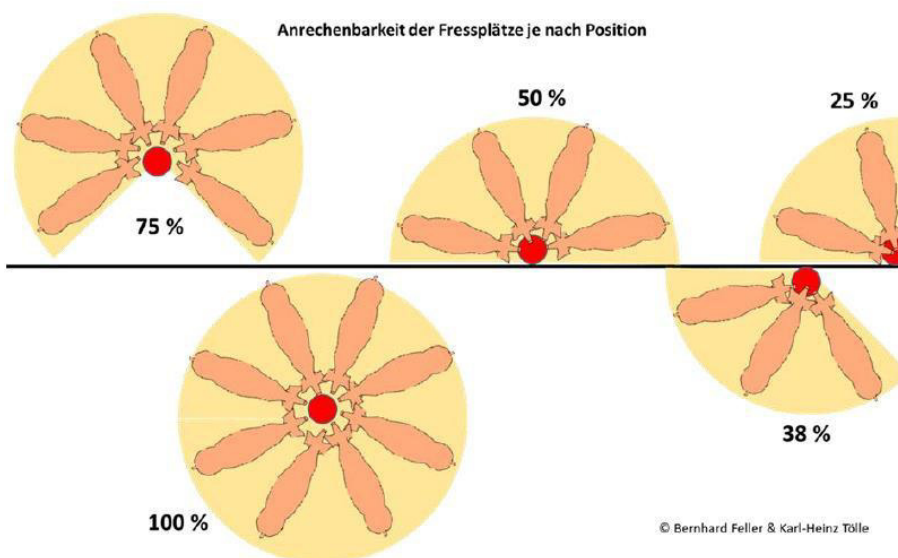 Anrechenbarkeit der Fressplätze je nach Position
50 %
25 %
75 %
38 %
100 %
© Bernhard Feller & Karl-Heinz Tölle